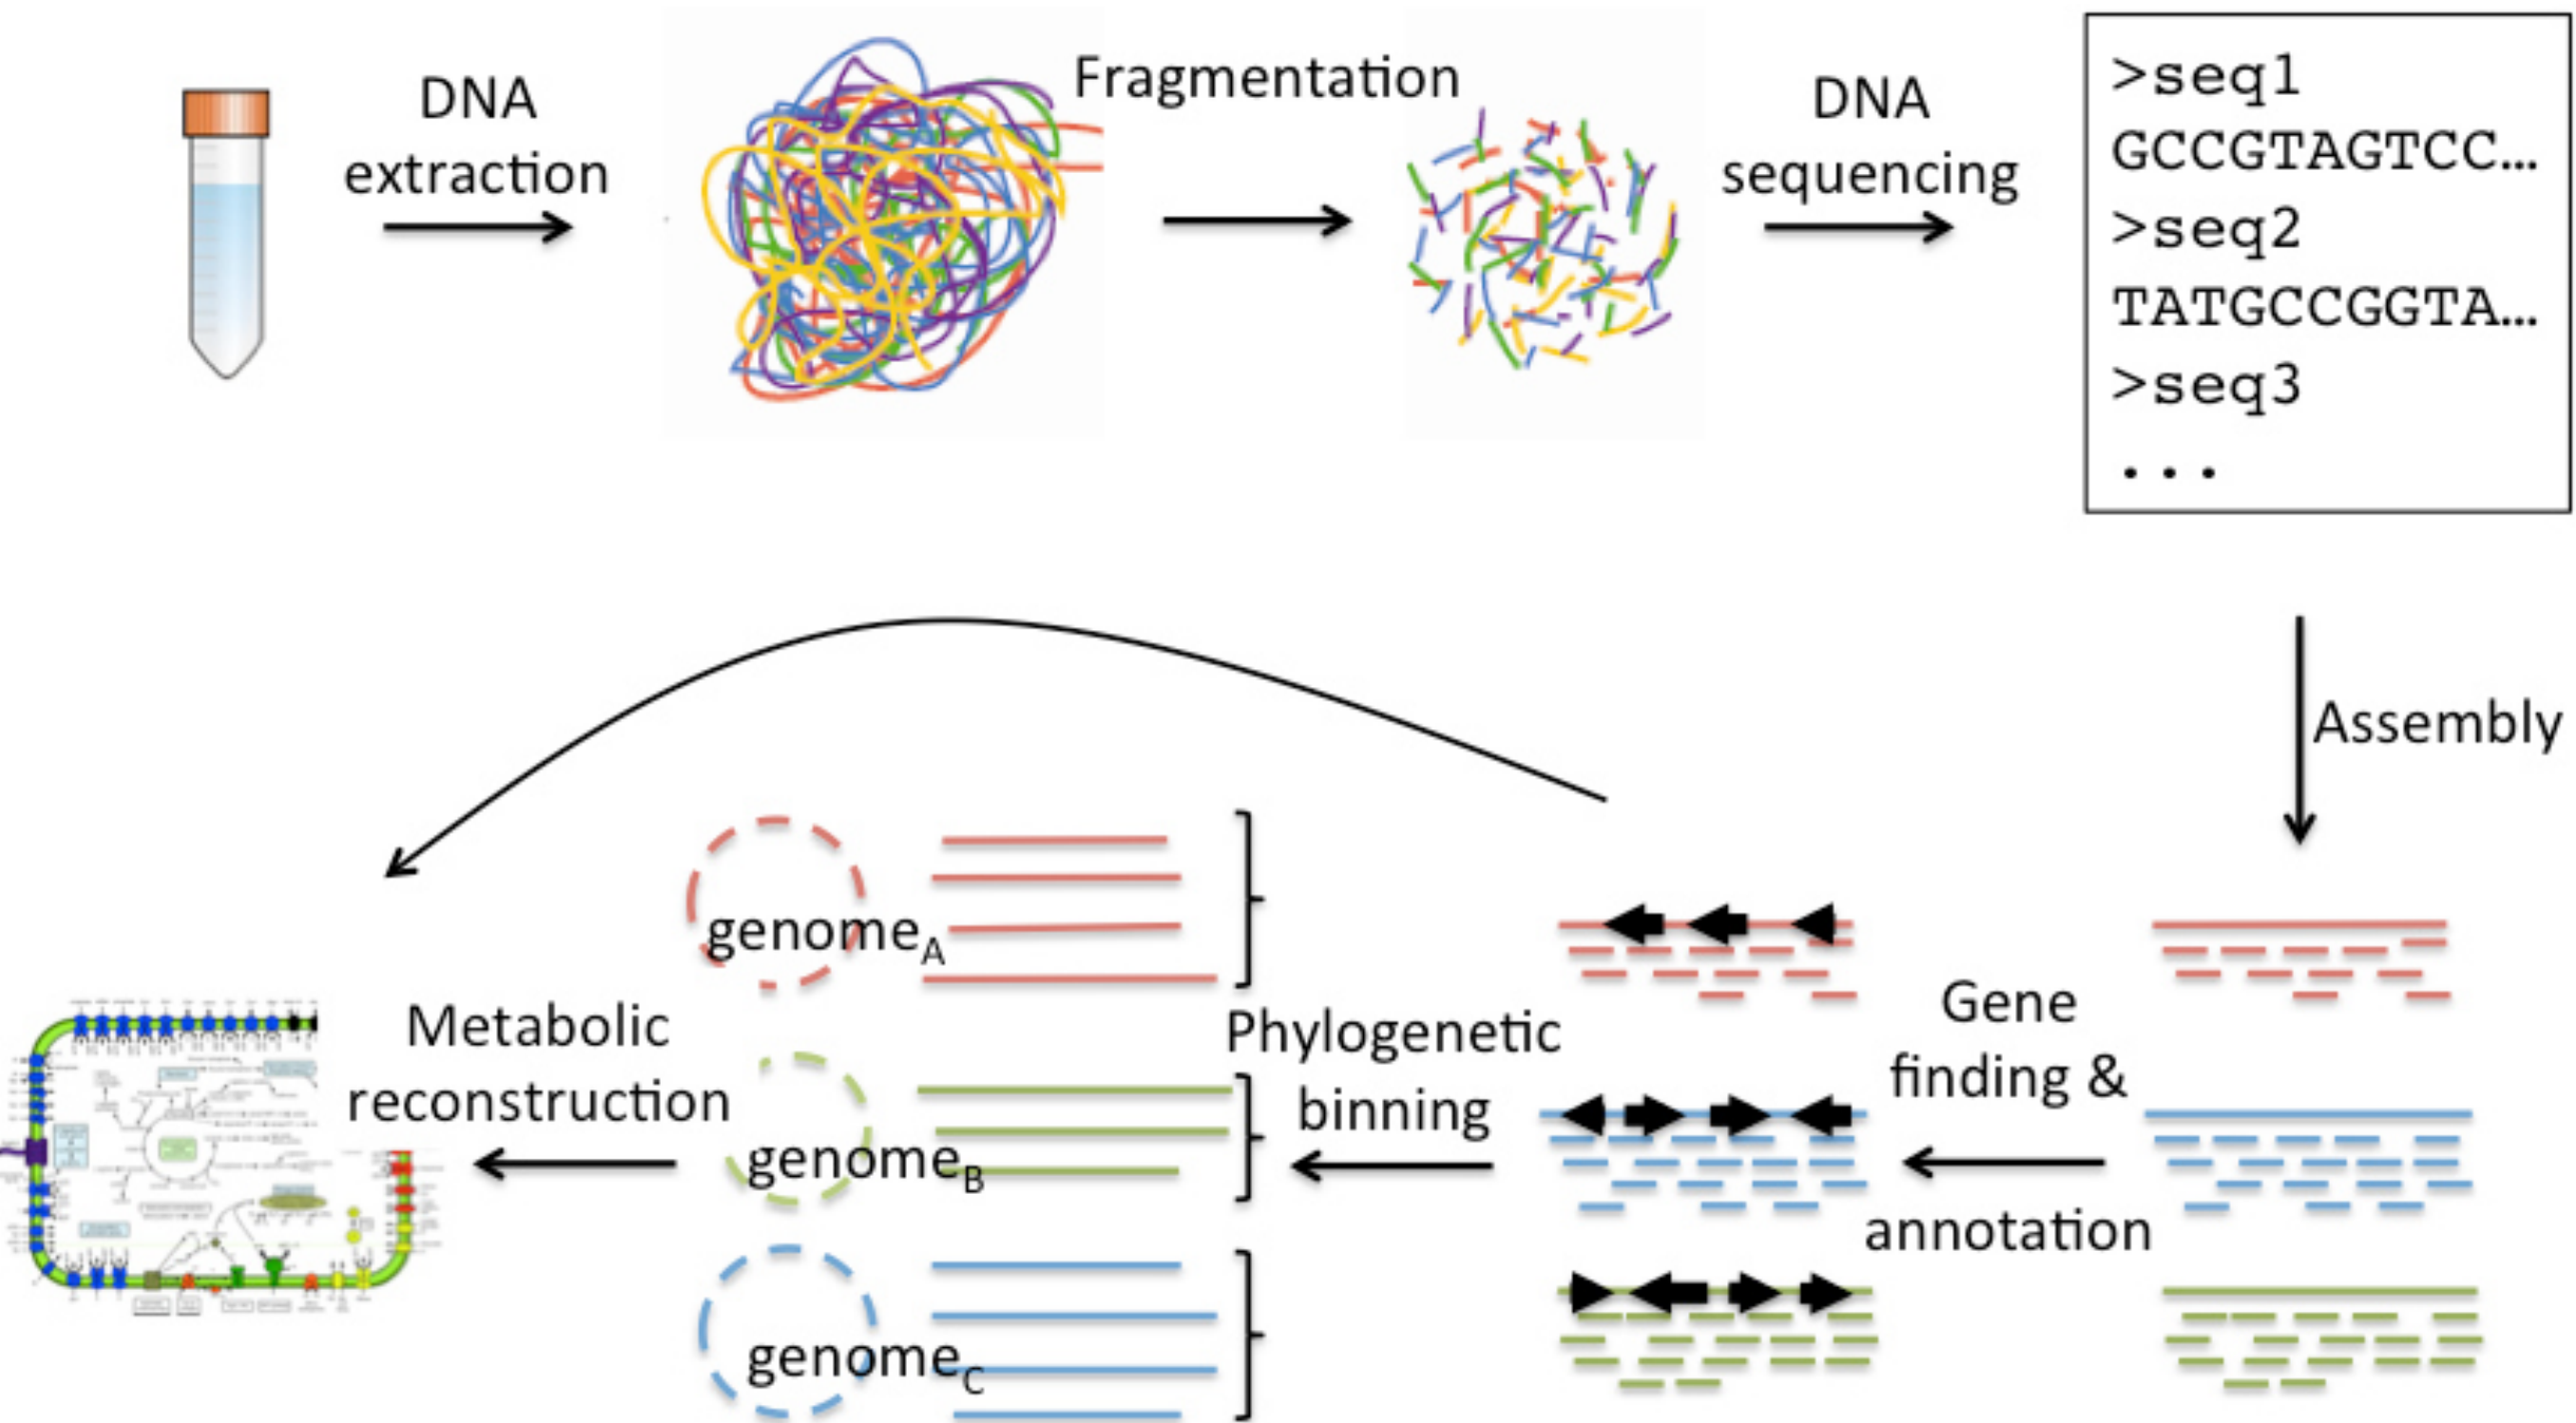 DNA
extraction
Fragmentation
DNA
sequencing
>seq1
GCCGTAGTCC…
>seq2
TATGCCGGTA…
>seq3
...
Assembly
Gene
finding &
annotation
Phylogenetic
binning
genomeA
genomeB
genomeC
Metabolic
reconstruction